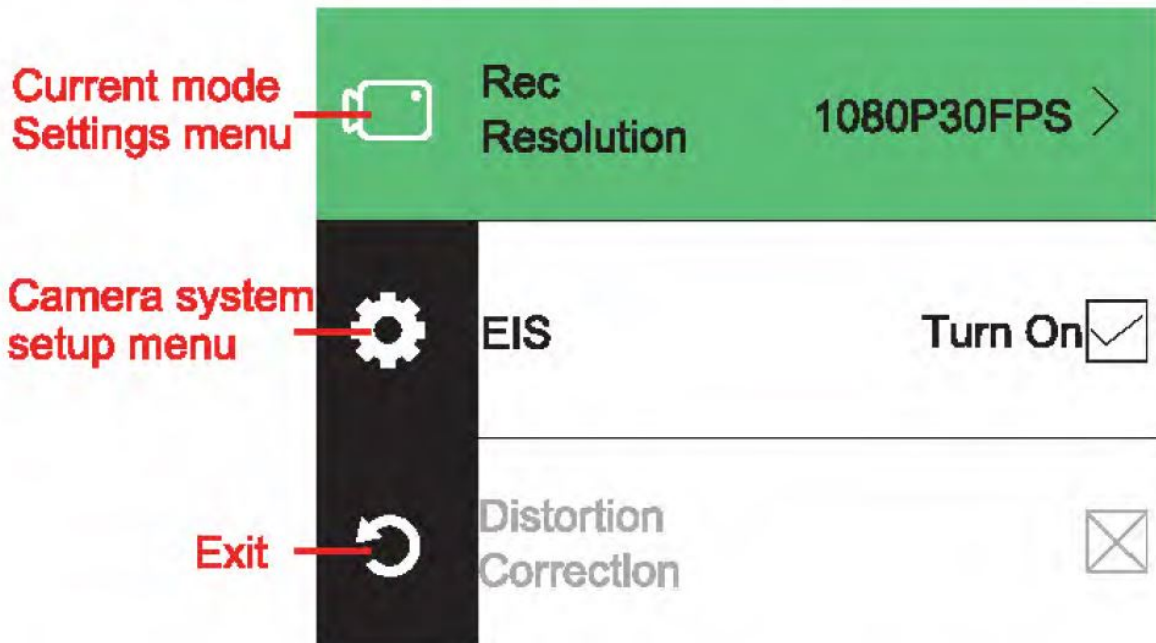 Current mode
Settings menu
Rec
Resolution
1080P30FPS
Camera system
setup menu
EIS
Turn On
Exit
Distortion
Correction